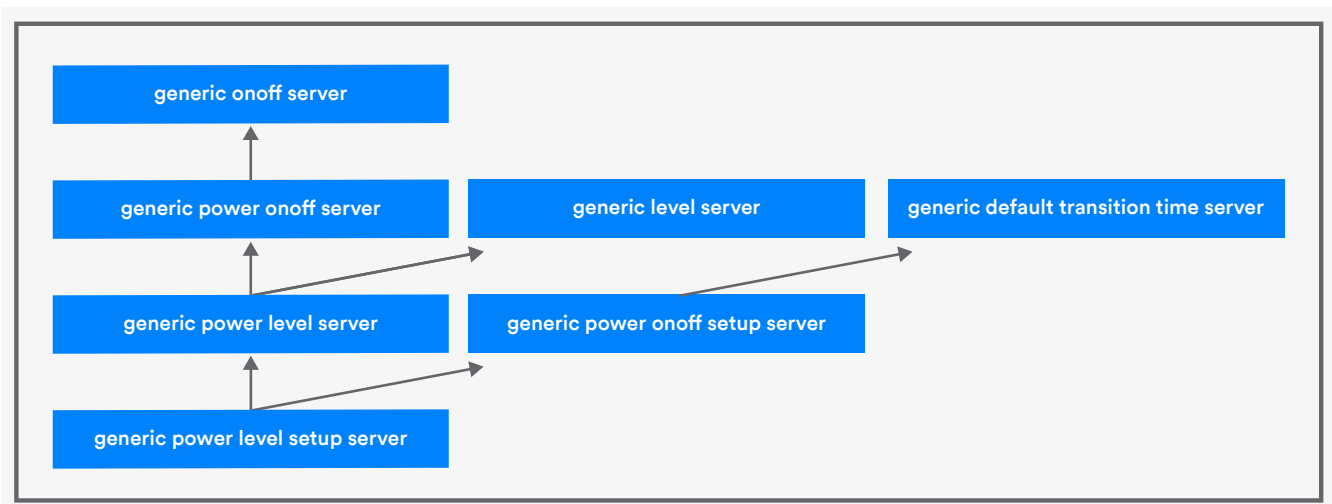 generic onoff server
generic power onoff server
generic level server
generic default transition time server
generic power level server
generic power onoff setup server
generic power level setup server